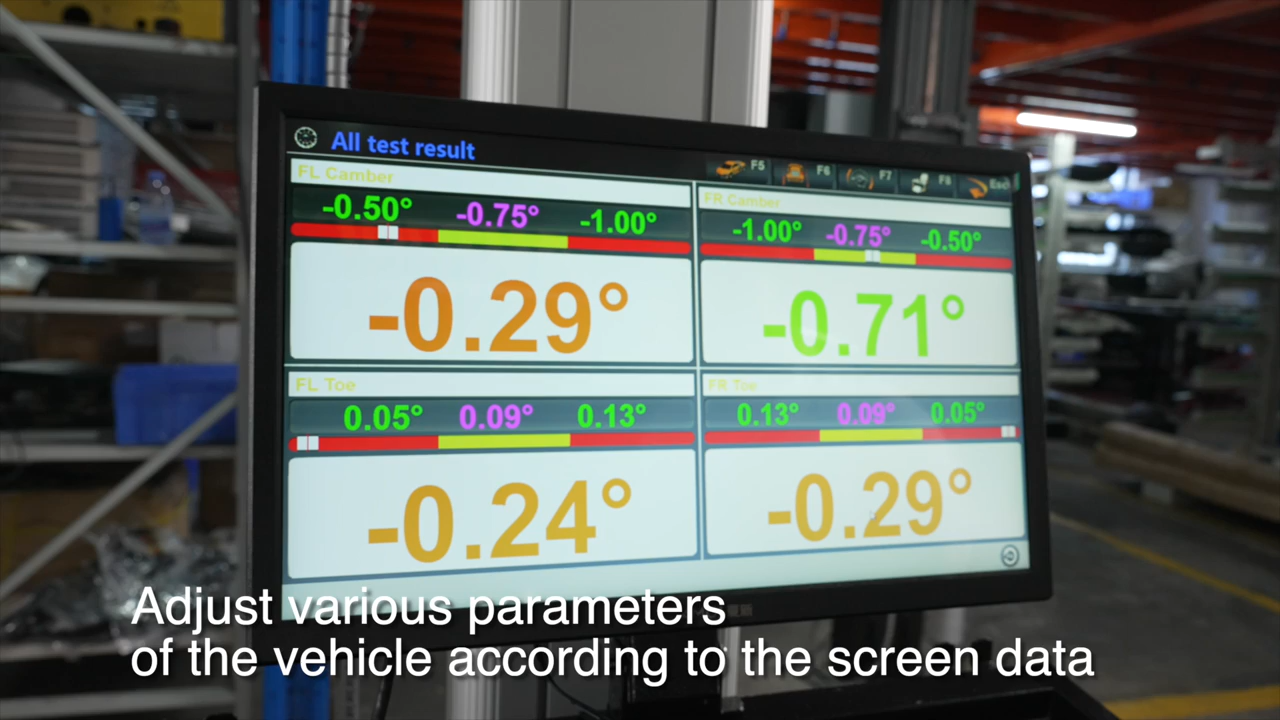 All test result
F5 F6 F7 F8 Esc
FL Camber
-0.50° -0.75° -1.00°
-0.29°
FR Camber
-1.00° -0.75° -0.50°
-0.71°
FL Toe
0.05° 0.09° 0.13°
-0.24°
FR Toe
0.13° 0.09° 0.05°
-0.29°
Adjust various parameters
of the vehicle according to the screen data